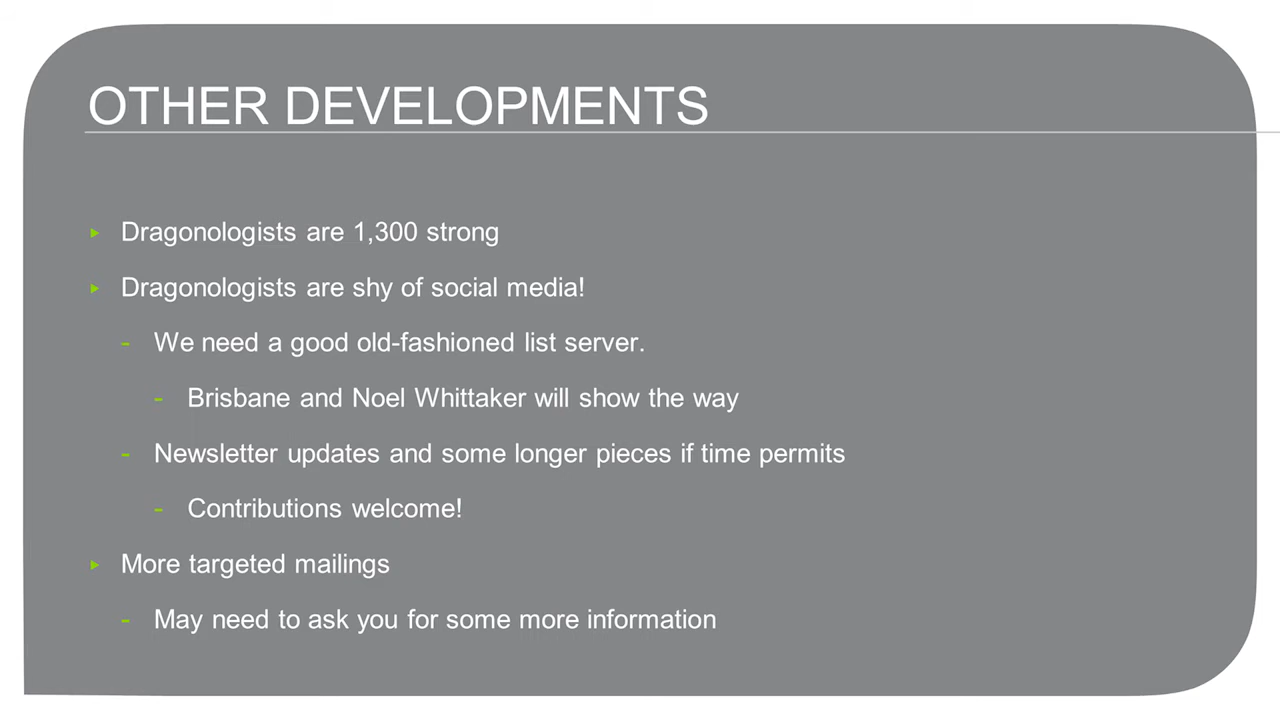 OTHER DEVELOPMENTS
Dragonologists are 1,300 strong
Dragonologists are shy of social media!
- We need a good old-fashioned list server.
- Brisbane and Noel Whittaker will show the way
- Newsletter updates and some longer pieces if time permits
- Contributions welcome!
More targeted mailings
- May need to ask you for some more information